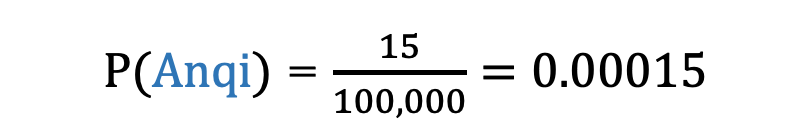 P(Anqi) = 15/100,000 = 0.00015